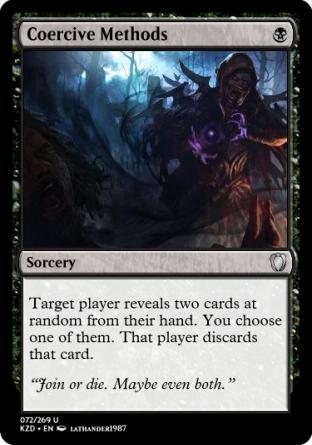 Coercive Methods
Sorcery
Target player reveals two cards at
random from their hand. You choose
one of them. That player discards
that card.
“Join or die. Maybe even both.”
072/269 U
KZD • EN LATHANDER1987